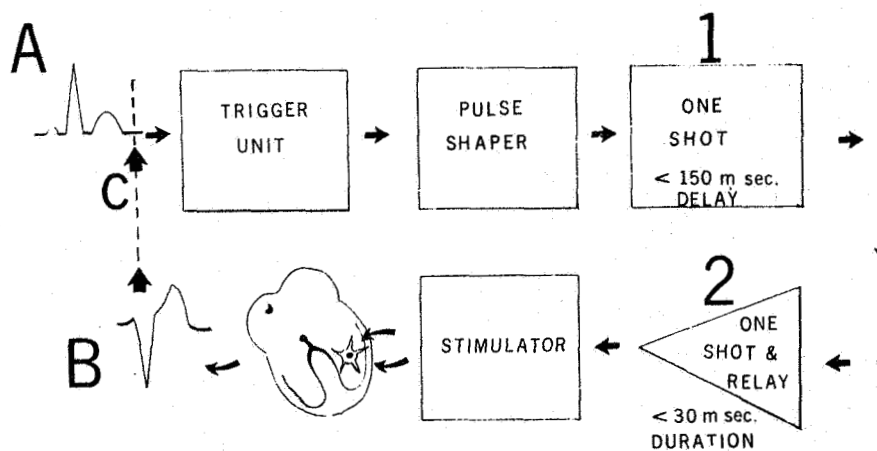 A
TRIGGER
UNIT
PULSE
SHAPER
1
ONE
SHOT
< 150 m sec.
DELAY
C
B
STIMULATOR
2
ONE
SHOT &
RELAY
< 30 m sec.
DURATION